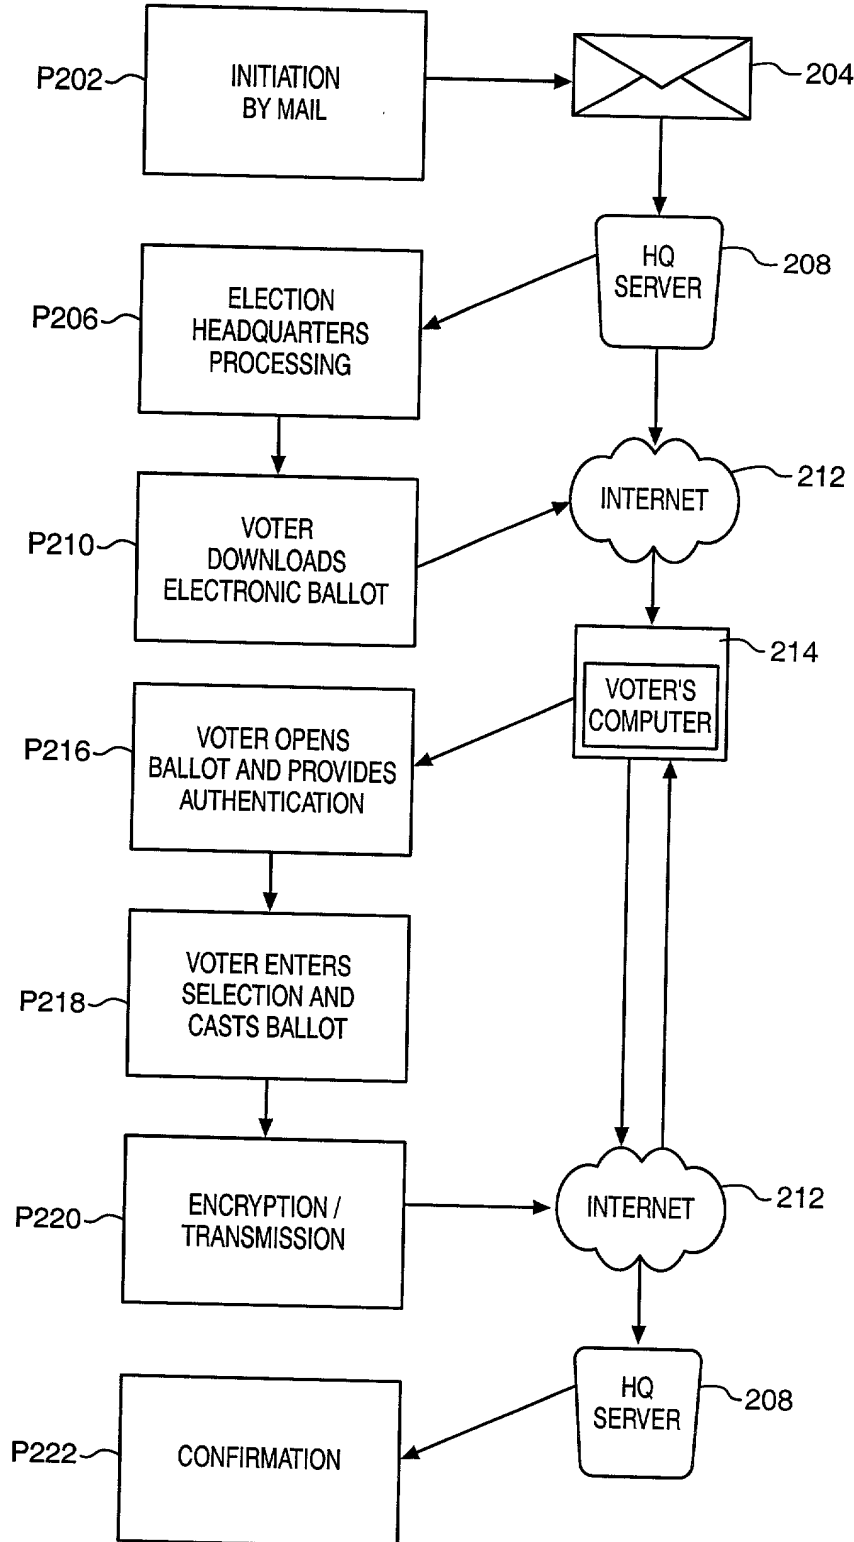 P202
INITIATION
BY MAIL
204
HQ
SERVER
208
P206
ELECTION
HEADQUARTERS
PROCESSING
P210
VOTER
DOWNLOADS
ELECTRONIC BALLOT
INTERNET
212
214
VOTER'S
COMPUTER
P216
VOTER OPENS
BALLOT AND PROVIDES
AUTHENTICATION
P218
VOTER ENTERS
SELECTION AND
CASTS BALLOT
P220
ENCRYPTION /
TRANSMISSION
INTERNET
212
HQ
SERVER
208
P222
CONFIRMATION